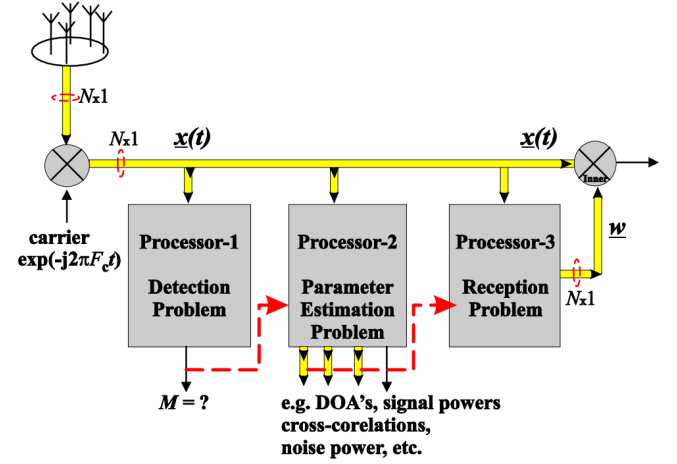 Nx1
Nx1
x(t)
x(t)
Inner
carrier
exp(-j2πFct)
Processor-1
Detection
Problem
Processor-2
Parameter
Estimation
Problem
Processor-3
Reception
Problem
w
Nx1
M = ?
e.g. DOA's, signal powers
cross-corelations,
noise power, etc.